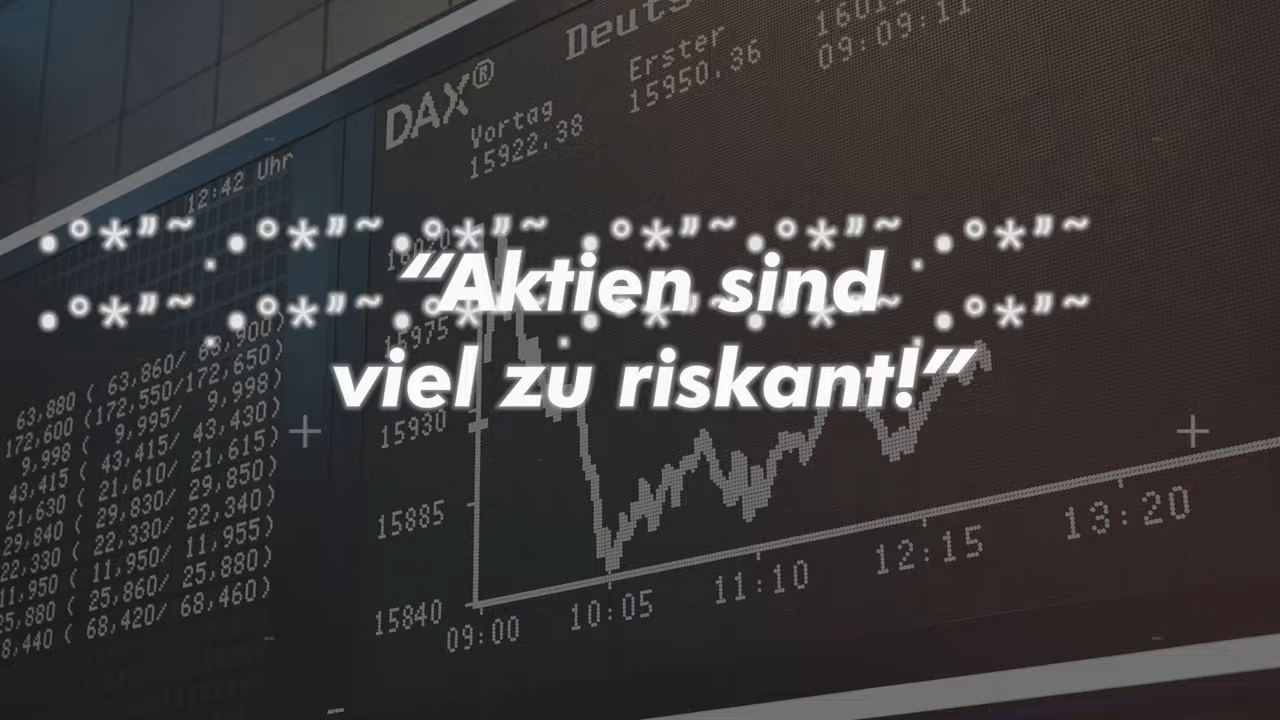 Deuts
DAX®
Vortag
15922.38
Erster
15950.36
09:09:11
12:42 Uhr
.°*”~ .°*”~.°*”~ .°*”~.°*”~ .°*”~
“Aktien sind
.°*”~ .°*”~.°*”~ .°*”~.°*”~ .°*”~
viel zu riskant!”
15975
15930
15885
15840
09:00 10:05 11:10 12:15 13:20
63,880 ( 63,860/ 63,900)
172,600 (172,550/172,650)
9,998 ( 9,995/ 9,998)
43,415 ( 43,415/ 43,430)
21,630 ( 21,610/ 21,615)
29,840 ( 29,830/ 29,850)
22,330 ( 22,330/ 22,340)
11,950 ( 11,950/ 11,955)
25,880 ( 25,860/ 25,880)
8,440 ( 68,420/ 68,460)